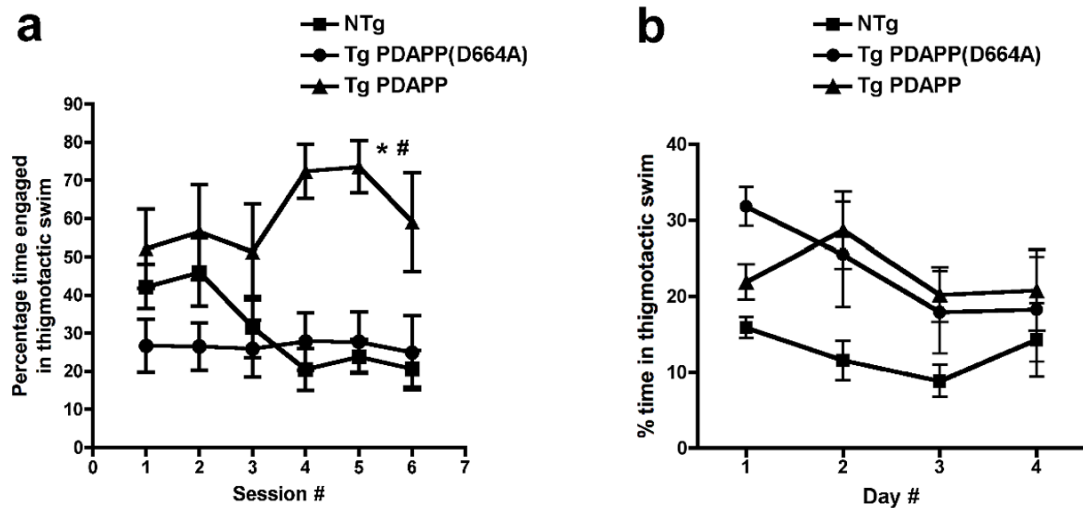 a
NTg
Tg PDAPP(D664A)
Tg PDAPP
Percentage time engaged
in thigmotactic swim
90
80
70
60
50
40
30
20
10
0
* #
0 1 2 3 4 5 6 7
Session #
b
NTg
Tg PDAPP(D664A)
Tg PDAPP
% time in thigmotactic swim
40
30
20
10
0
1 2 3 4
Day #